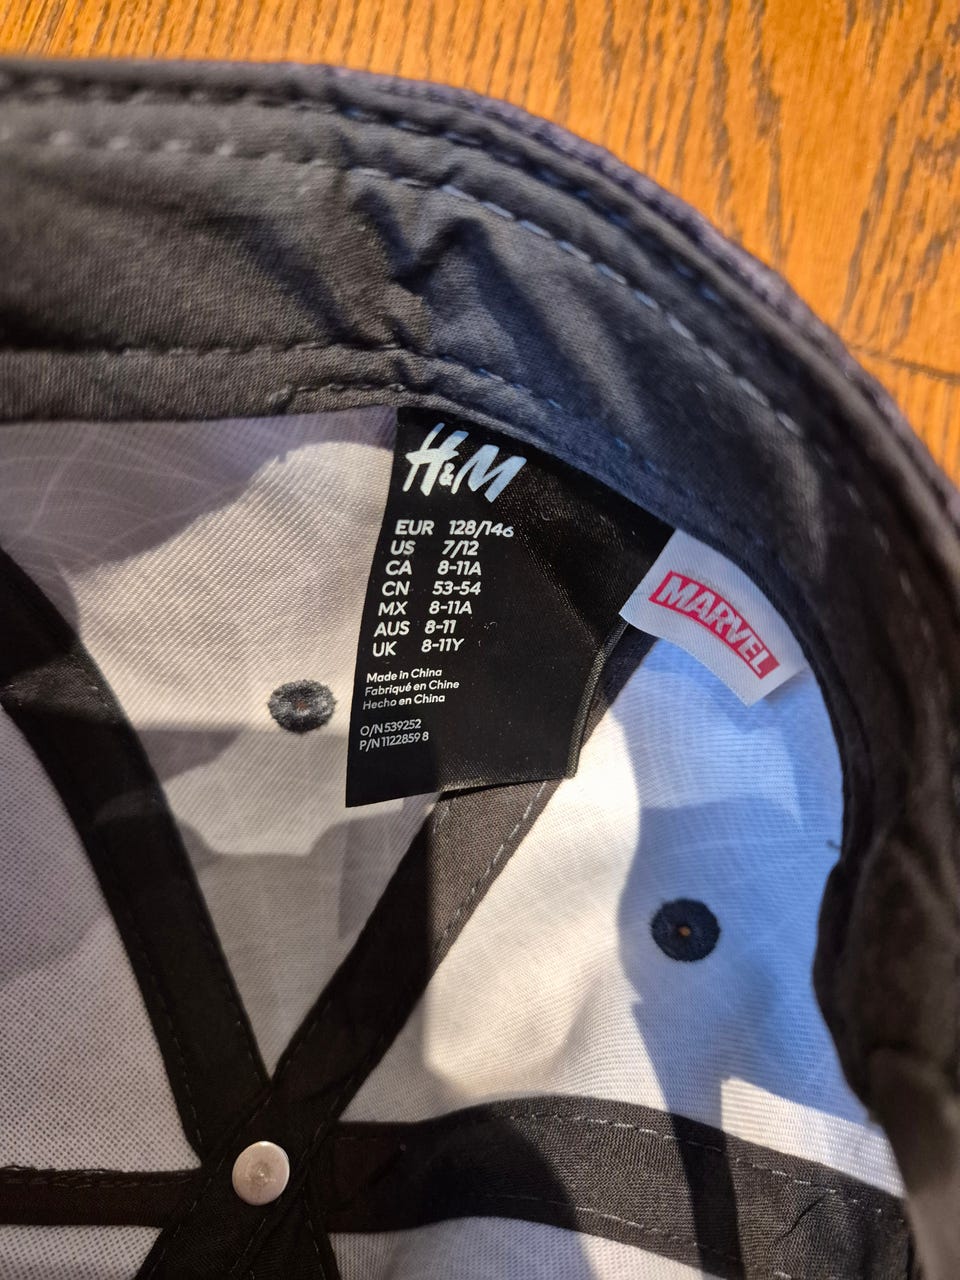 H&M
EUR 128/146
US 7/12
CA 8-11A
CN 53-54
MX 8-11A
AUS 8-11
UK 8-11Y
Made in China
Fabriqué en Chine
Hecho en China
O/N 539252
P/N 1122859 8
MARVEL